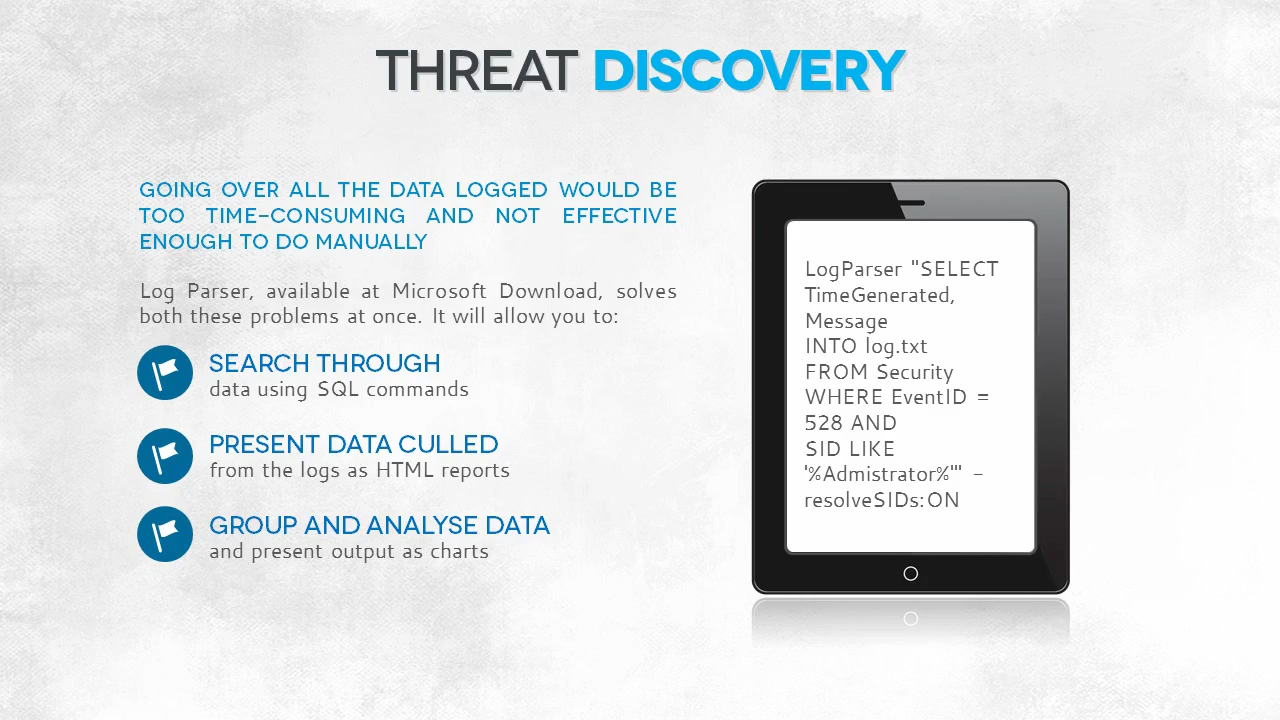 THREAT DISCOVERY
GOING OVER ALL THE DATA LOGGED WOULD BE
TOO TIME-CONSUMING AND NOT EFFECTIVE
ENOUGH TO DO MANUALLY
Log Parser, available at Microsoft Download, solves
both these problems at once. It will allow you to:
SEARCH THROUGH
data using SQL commands
PRESENT DATA CULLED
from the logs as HTML reports
GROUP AND ANALYSE DATA
and present output as charts
LogParser "SELECT
TimeGenerated,
Message
INTO log.txt
FROM Security
WHERE EventID =
528 AND
SID LIKE
'%Admistrator%'" -
resolveSIDs:ON